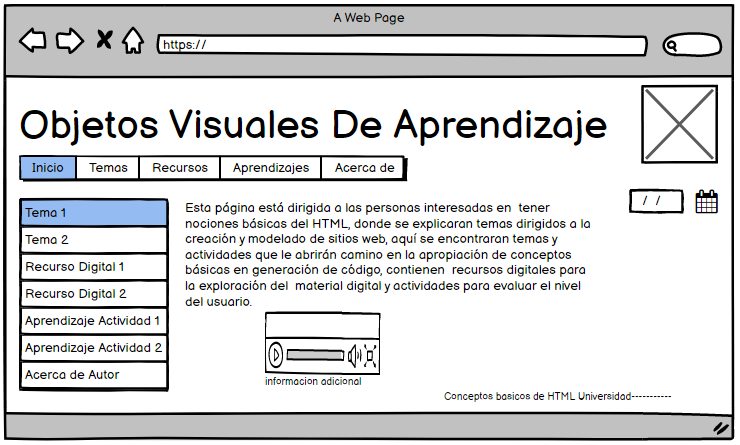 A Web Page
https://
Objetos Visuales De Aprendizaje
Inicio Temas Recursos Aprendizajes Acerca de
/ /
Tema 1
Tema 2
Recurso Digital 1
Recurso Digital 2
Aprendizaje Actividad 1
Aprendizaje Actividad 2
Acerca de Autor
Esta página está dirigida a las personas interesadas en tener
nociones básicas del HTML, donde se explicaran temas dirigidos a la
creación y modelado de sitios web, aquí se encontraran temas y
actividades que le abrirán camino en la apropiación de conceptos
básicas en generación de código, contienen recursos digitales para
la exploración del material digital y actividades para evaluar el nivel
del usuario.
informacion adicional
Conceptos basicos de HTML Universidad-----------